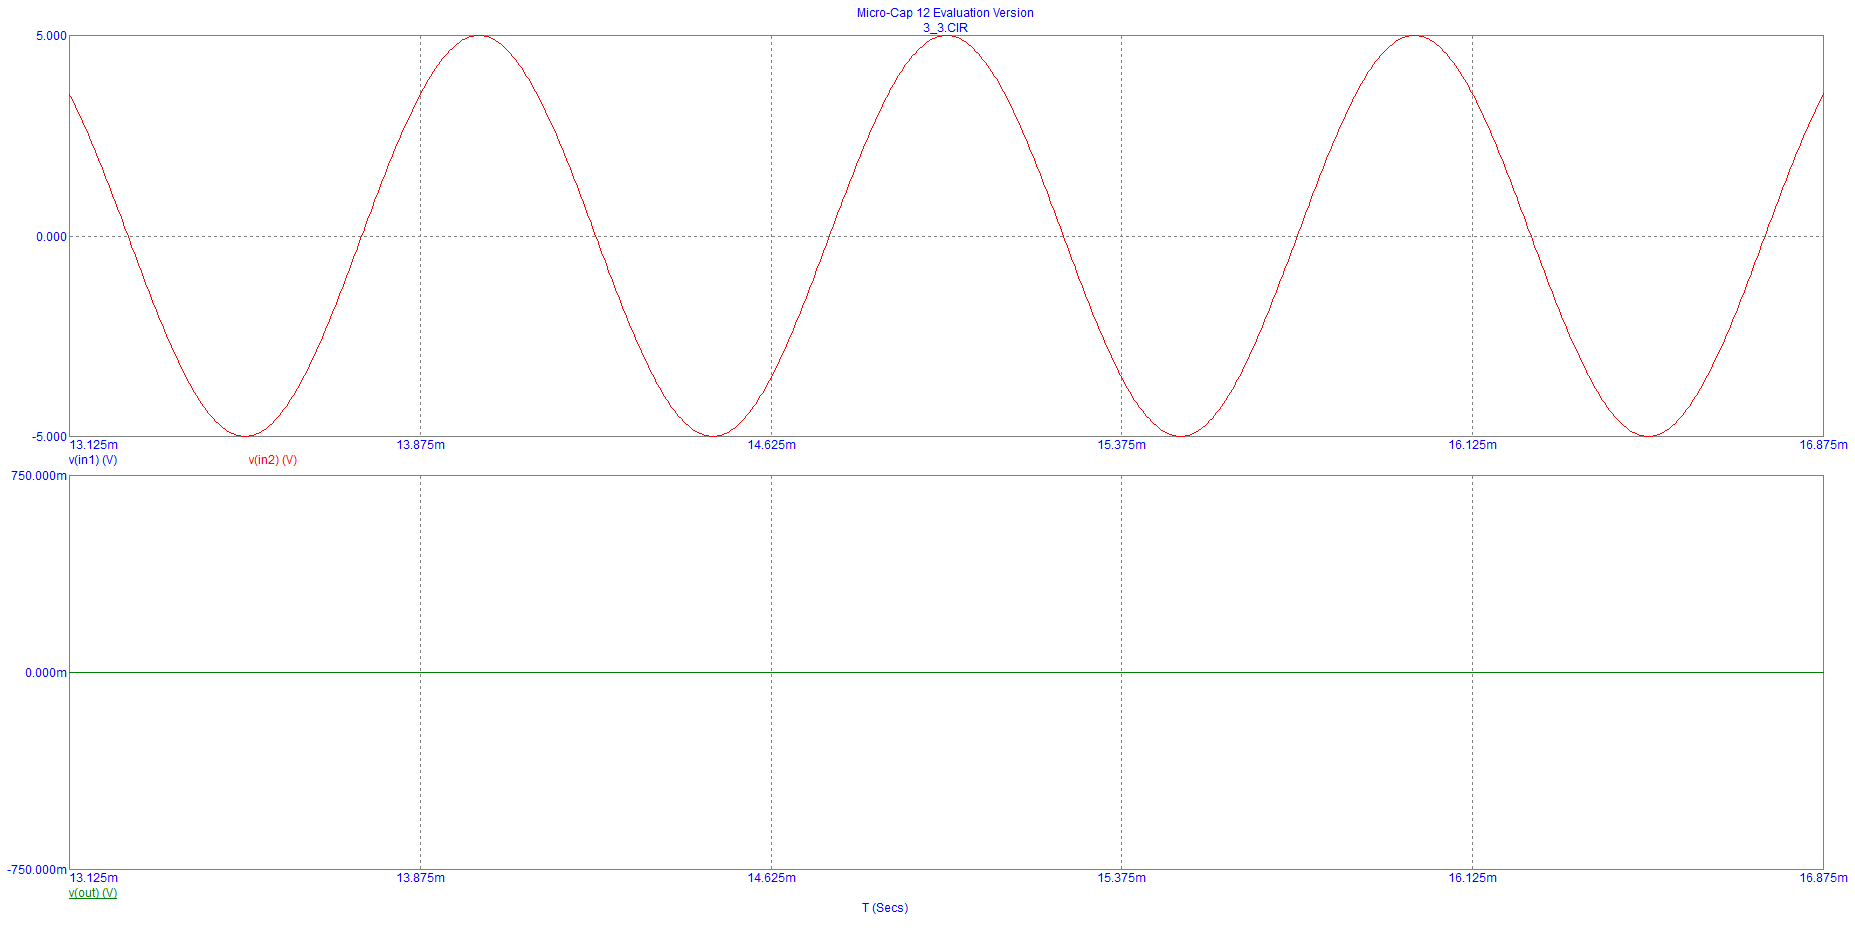 Micro-Cap 12 Evaluation Version
3_3.CIR
5.000
0.000
-5.000
13.125m 13.875m 14.625m 15.375m 16.125m 16.875m
v(in1) (V) v(in2) (V)
750.000m
0.000m
-750.000m
13.125m 13.875m 14.625m 15.375m 16.125m 16.875m
v(out) (V)
T (Secs)